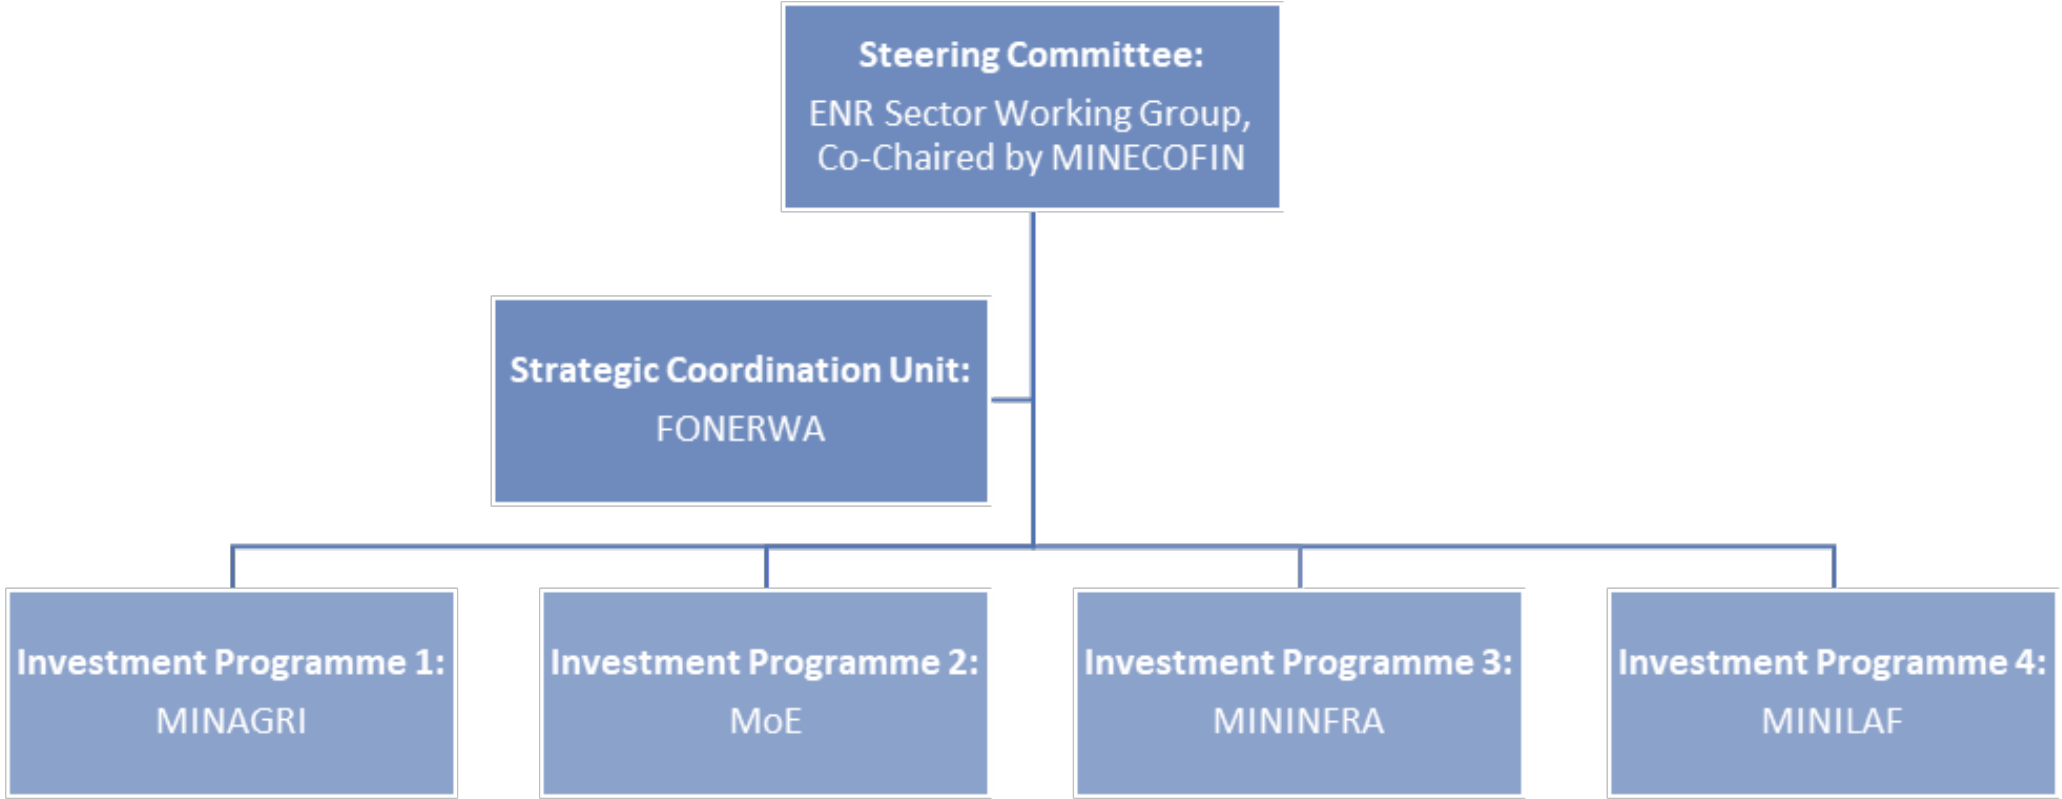 Steering Committee:
ENR Sector Working Group,
Co-Chaired by MINECOFIN
Strategic Coordination Unit:
FONERWA
Investment Programme 1:
MINAGRI
Investment Programme 2:
MoE
Investment Programme 3:
MININFRA
Investment Programme 4:
MINILAF